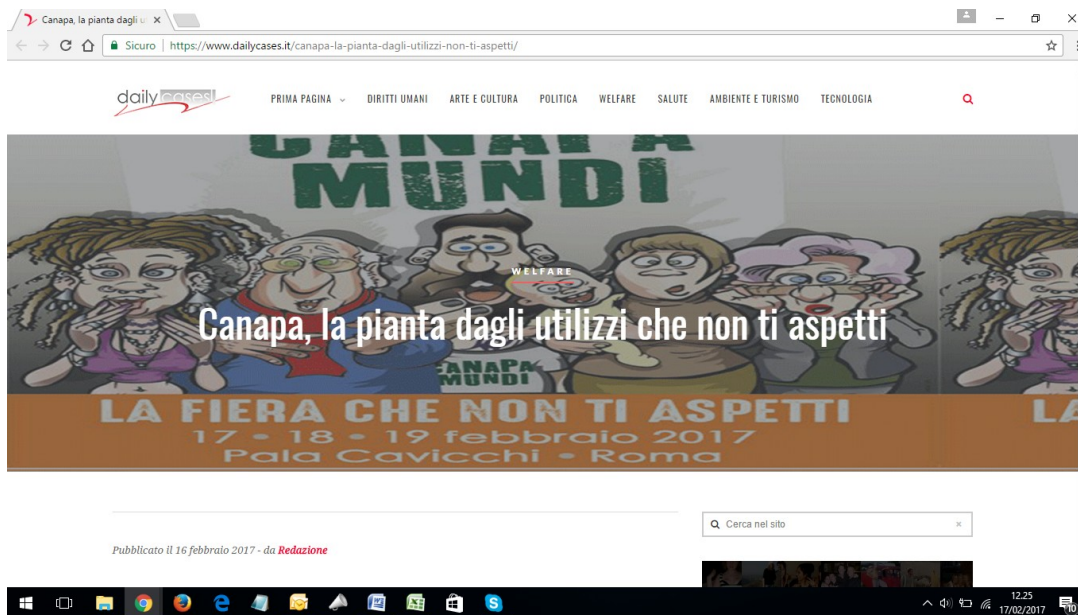 Canapa, la pianta dagli u
Sicuro | https://www.dailycases.it/canapa-la-pianta-dagli-utilizzi-non-ti-aspetti/
daily cases!
PRIMA PAGINA DIRITTI UMANI ARTE E CULTURA POLITICA WELFARE SALUTE AMBIENTE E TURISMO TECNOLOGIA
CANAPA
MUNDI
WELFARE
Canapa, la pianta dagli utilizzi che non ti aspetti
CANAPA
MUNDI
LA FIERA CHE NON TI ASPETTI LA
17 • 18 • 19 febbraio 2017
Pala Cavicchi • Roma
Cerca nel sito
Pubblicato il 16 febbraio 2017 - da Redazione
12.25
17/02/2017